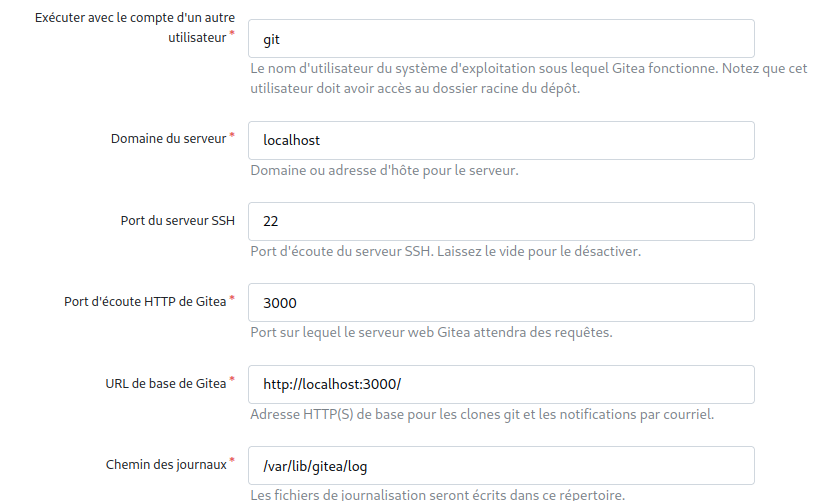 Exécuter avec le compte d'un autre
utilisateur *
git
Le nom d'utilisateur du système d'exploitation sous lequel Gitea fonctionne. Notez que cet
utilisateur doit avoir accès au dossier racine du dépôt.
Domaine du serveur *
localhost
Domaine ou adresse d'hôte pour le serveur.
Port du serveur SSH
22
Port d'écoute du serveur SSH. Laissez le vide pour le désactiver.
Port d'écoute HTTP de Gitea *
3000
Port sur lequel le serveur web Gitea attendra des requêtes.
URL de base de Gitea *
http://localhost:3000/
Adresse HTTP(S) de base pour les clones git et les notifications par courriel.
Chemin des journaux *
/var/lib/gitea/log
Les fichiers de journalisation seront écrits dans ce répertoire.